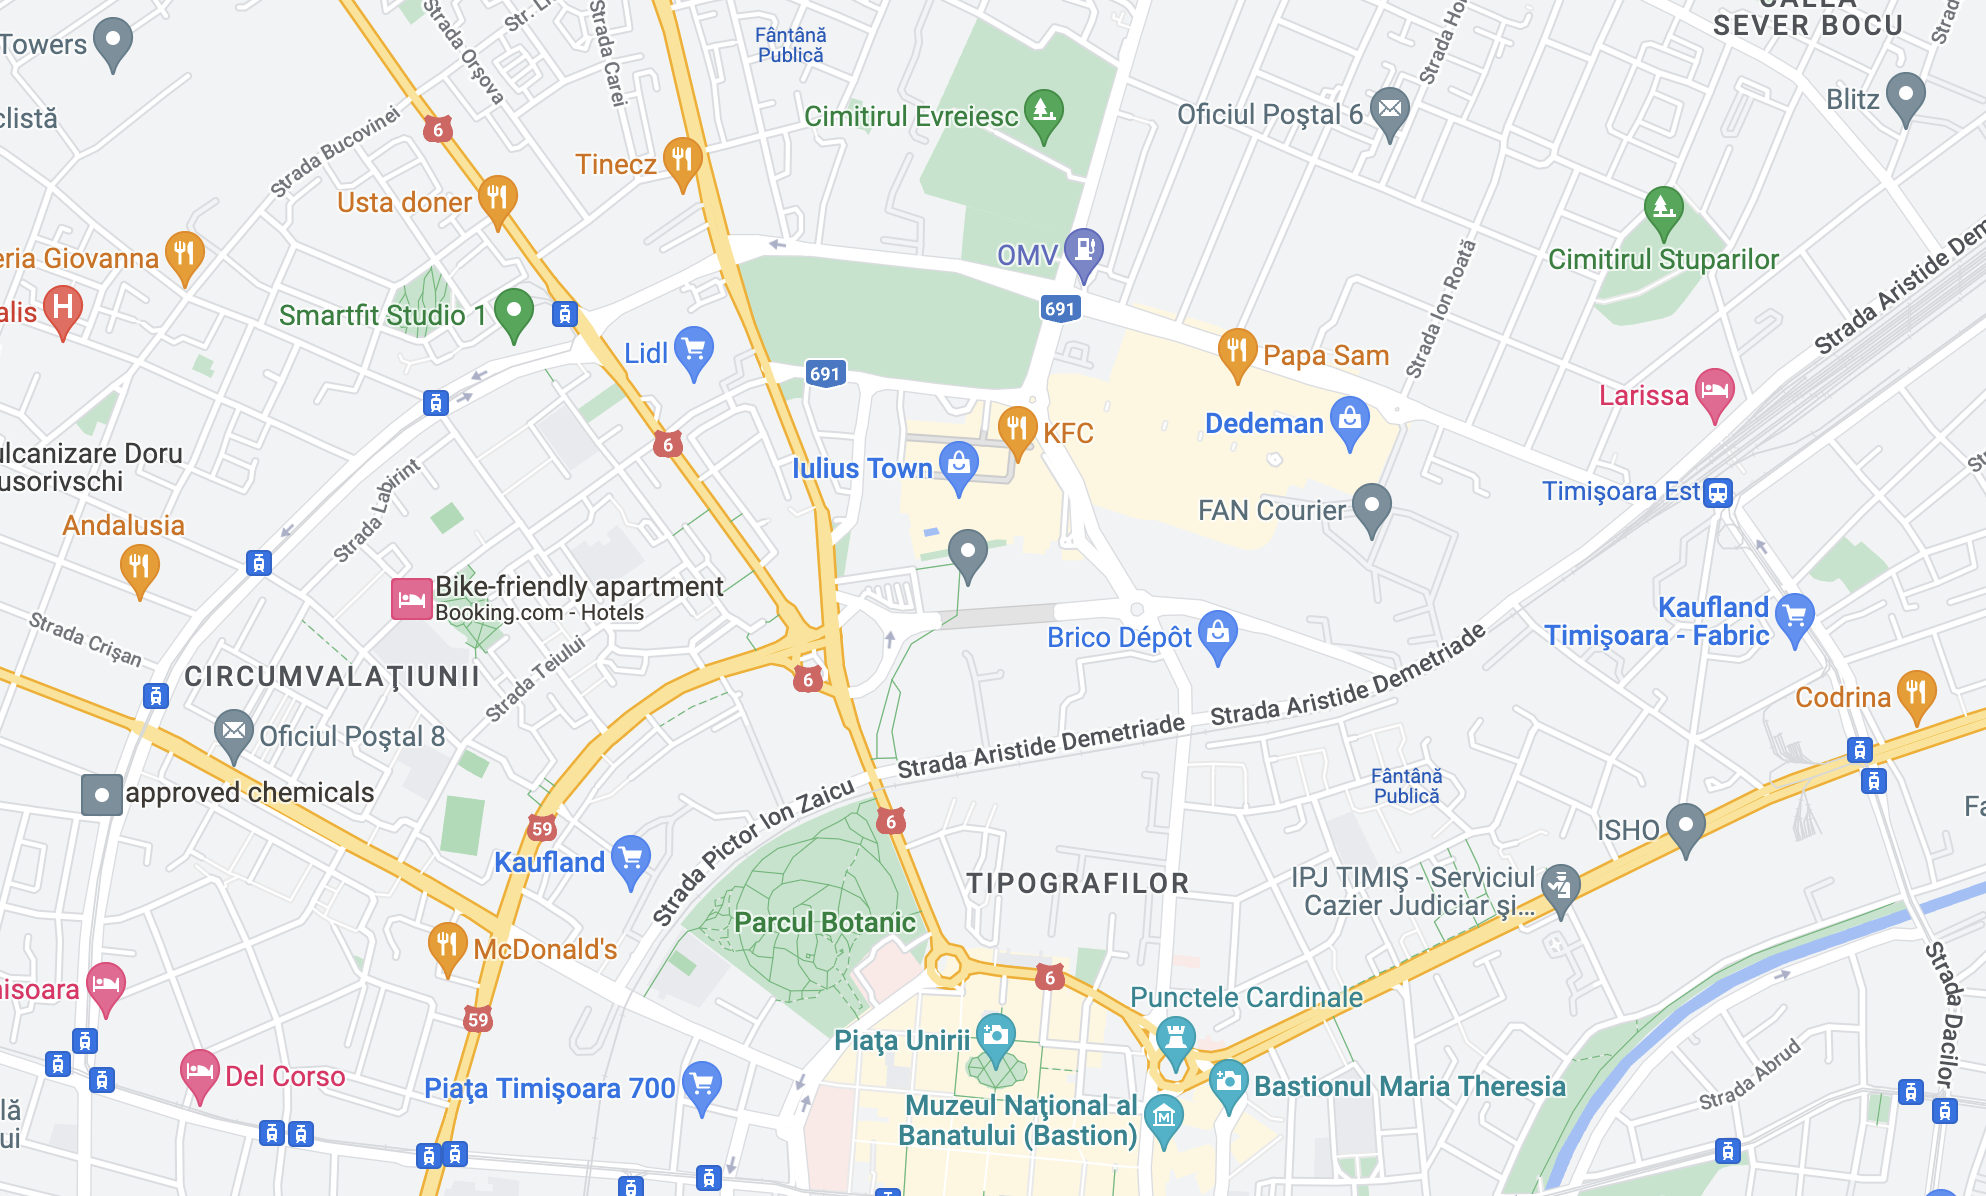 CALEA
SEVER BOCU
Towers
Strada Orşova
Strada Carei
Fântână
Publică
Cimitirul Evreiesc
Oficiul Poştal 6
Blitz
clistă
Strada Bucovinei
6
Tinecz
Usta doner
eria Giovanna
alis
H
Smartfit Studio 1
OMV
691
Cimitirul Stuparilor
Strada Ion Roată
Lidl
691
Papa Sam
Larissa
Dedeman
KFC
6
Iulius Town
ulcanizare Doru
usorivschi
Strada Labirint
Andalusia
FAN Courier
Timişoara Est
Bike-friendly apartment
Booking.com - Hotels
Strada Crişan
CIRCUMVALAŢIUNII
Strada Teiului
6
Brico Dépôt
Kaufland
Timişoara - Fabric
Codrina
Strada Aristide Demetriade
Strada Aristide Demetriade
Oficiul Poştal 8
approved chemicals
Fântână
Publică
Strada Pictor Ion Zaicu
6
59
Kaufland
ISHO
TIPOGRAFILOR
IPJ TIMIŞ - Serviciul
Cazier Judiciar şi...
Parcul Botanic
McDonald's
6
59
Punctele Cardinale
Piaţa Unirii
Strada Dacilor
Strada Abrud
Del Corso
Piaţa Timişoara 700
Bastionul Maria Theresia
Muzeul Naţional al
Banatului (Bastion)
M
nisoara
lă
ui